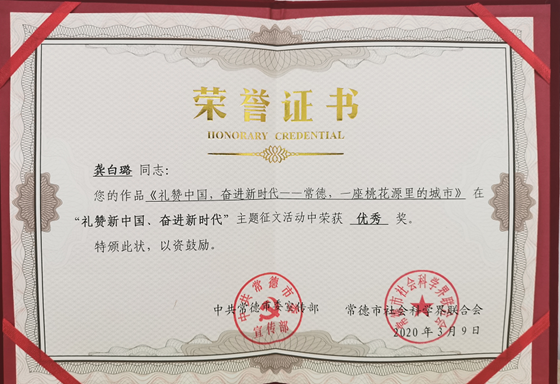 荣誉证书
HONORARY CREDENTIAL
龚白璐 同志:
您的作品《礼赞中国，奋进新时代——常德，一座桃花源里的城市》在
“礼赞新中国、奋进新时代”主题征文活动中荣获 优秀 奖。
特颁此状，以资鼓励。
中共常德市委宣传部 常德市社会科学界联合会
2020年3月9日